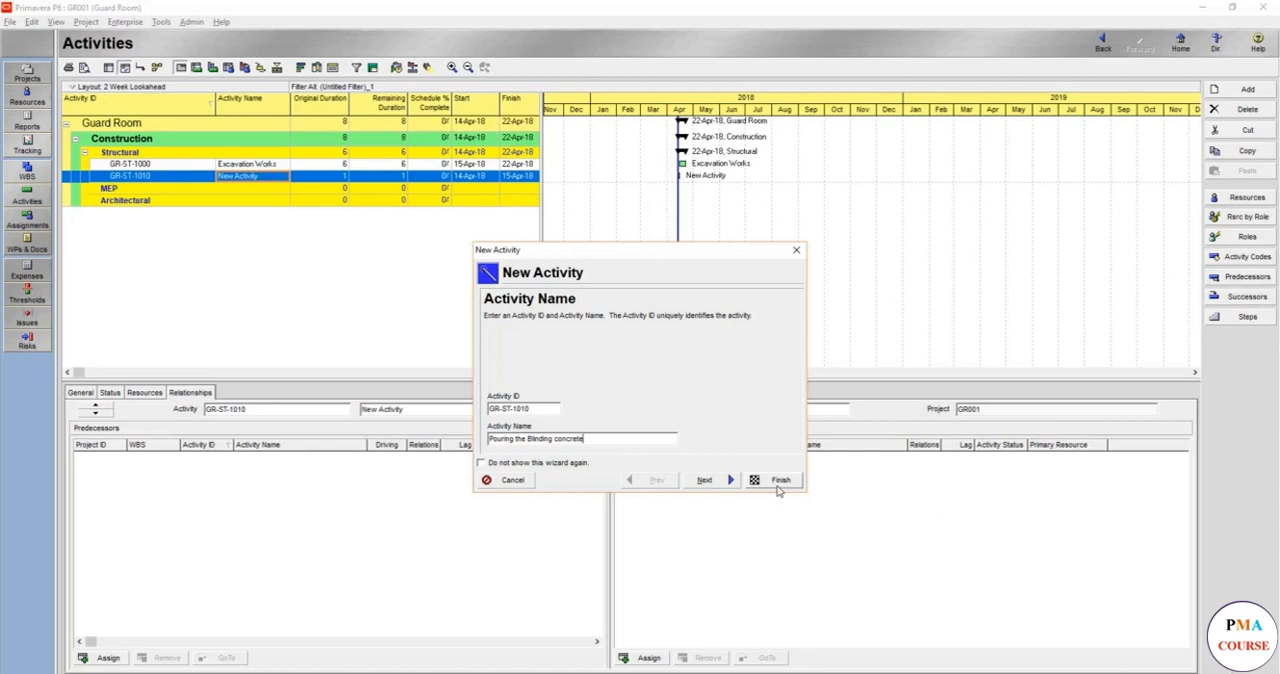 Primavera P6 : GR001 (Guard Room)
File Edit View Project Enterprise Tools Admin Help
Activities
Back Forward Home Dir. Help
Layout: 2 Week Lookahead Filter All: (Untitled Filter)_1
Activity ID Activity Name Original Duration Remaining Duration Schedule % Complete Start Finish
2018 2019
Nov Dec Jan Feb Mar Apr May Jun Jul Aug Sep Oct Nov Dec Jan Feb Mar Apr May Jun Jul Aug Sep Oct Nov D
Guard Room 8 8 14-Apr-18 22-Apr-18 22-Apr-18, Guard Room
Construction 8 8 14-Apr-18 22-Apr-18 22-Apr-18, Construction
Structural 6 6 14-Apr-18 22-Apr-18 22-Apr-18, Structural
GR-ST-1000 Excavation Works 6 6 15-Apr-18 22-Apr-18 Excavation Works
GR-ST-1010 New Activity 1 1 14-Apr-18 15-Apr-18 New Activity
MEP 0 0
Architectural 0 0
Projects
Resources
Reports
Tracking
WBS
Activities
Assignments
WPs & Docs
Expenses
Thresholds
Issues
Risks
Add
Delete
Cut
Copy
Paste
Resources
Rsrc by Role
Roles
Activity Codes
Predecessors
Successors
Steps
New Activity
New Activity
Activity Name
Enter an Activity ID and Activity Name. The Activity ID uniquely identifies the activity.
Activity ID
GR-ST-1010
Activity Name
Pouring the Blinding concrete
Do not show this wizard again.
Cancel Prev Next Finish
General Status Resources Relationships
Activity GR-ST-1010 New Activity Project GR001
Predecessors
Project ID WBS Activity ID Activity Name Driving Relations Lag
Relations Lag Activity Status Primary Resource
Assign Remove GoTo
Assign Remove GoTo
PMA
COURSE